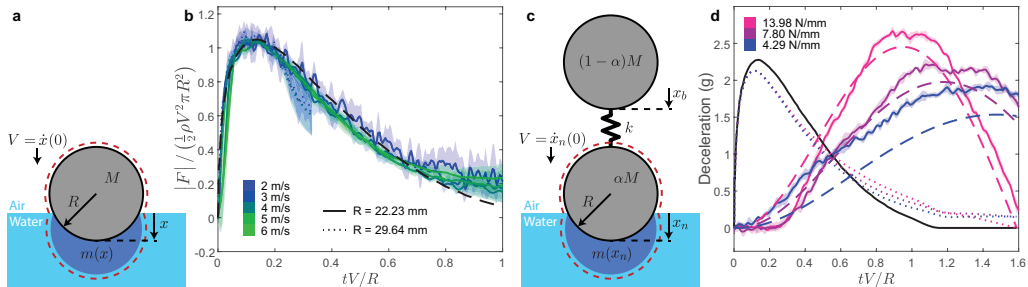 a
V = ẋ(0)
M
R
Air
Water
x
m(x)
b
|F| / (½ρV²πR²)
1.2
1.0
0.8
0.6
0.4
0.2
0
-0.2
2 m/s
3 m/s
4 m/s
5 m/s
6 m/s
R = 22.23 mm
R = 29.64 mm
0 0.2 0.4 0.6 0.8 1
tV/R
c
(1 − α)M
x_b
k
V = ẋ_n(0)
αM
R
Air
Water
x_n
m(x_n)
d
13.98 N/mm
7.80 N/mm
4.29 N/mm
Deceleration (g)
2.5
2
1.5
1
0.5
0
0 0.2 0.4 0.6 0.8 1 1.2 1.4 1.6
tV/R